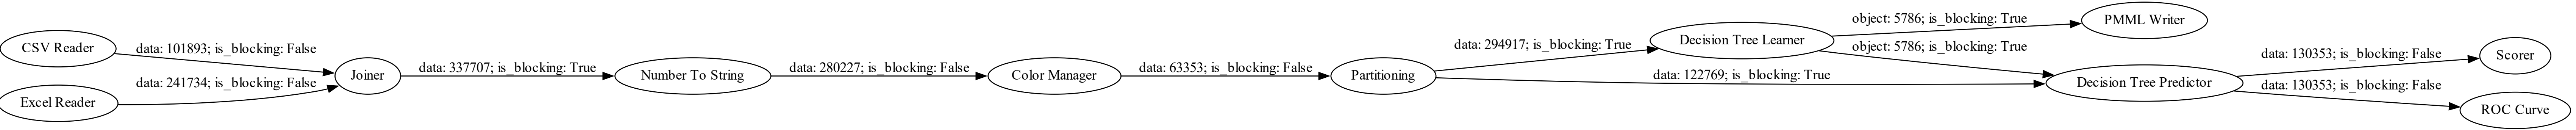 CSV Reader
data: 101893; is_blocking: False
Excel Reader
data: 241734; is_blocking: False
Joiner
data: 337707; is_blocking: True
Number To String
data: 280227; is_blocking: False
Color Manager
data: 63353; is_blocking: False
Partitioning
data: 294917; is_blocking: True
data: 122769; is_blocking: True
Decision Tree Learner
object: 5786; is_blocking: True
object: 5786; is_blocking: True
PMML Writer
Decision Tree Predictor
data: 130353; is_blocking: False
data: 130353; is_blocking: False
Scorer
ROC Curve